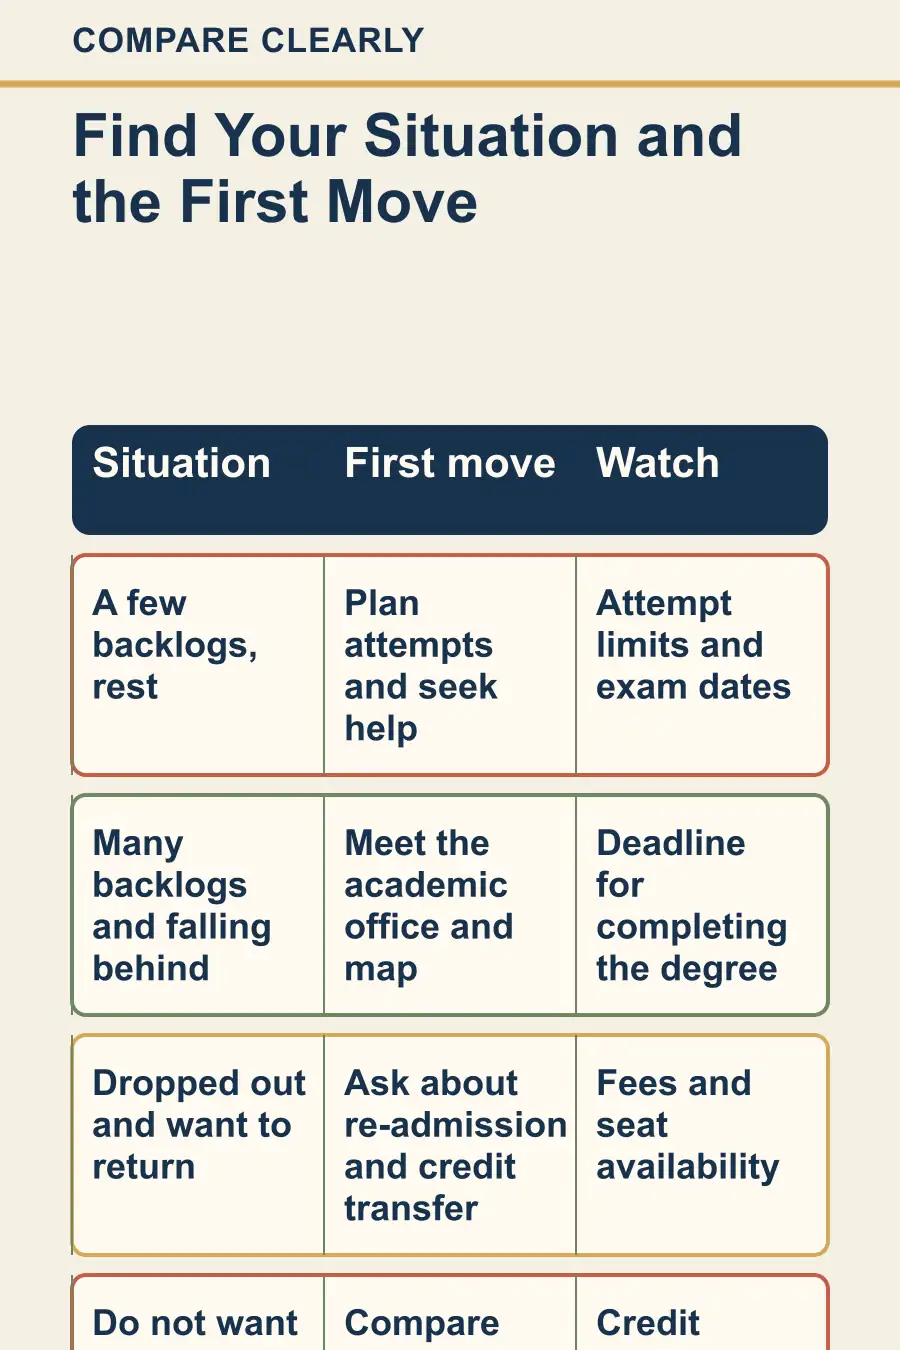 COMPARE CLEARLY
Find Your Situation and
the First Move
Situation
First move
Watch
A few
backlogs,
rest
Plan
attempts
and seek
help
Attempt
limits and
exam dates
Many
backlogs
and falling
behind
Meet the
academic
office and
map
Deadline
for
completing
the degree
Dropped out
and want to
return
Ask about
re-admission
and credit
transfer
Fees and
seat
availability
Do not want
Compare
Credit